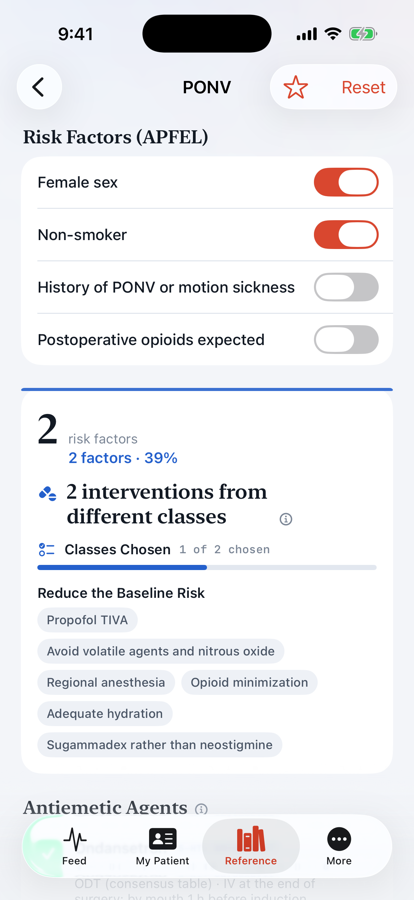 9:41
PONV
Reset
Risk Factors (APFEL)
Female sex
Non-smoker
History of PONV or motion sickness
Postoperative opioids expected
2 risk factors
2 factors · 39%
2 interventions from
different classes
Classes Chosen 1 of 2 chosen
Reduce the Baseline Risk
Propofol TIVA
Avoid volatile agents and nitrous oxide
Regional anesthesia Opioid minimization
Adequate hydration
Sugammadex rather than neostigmine
Antiemetic Agents
Feed My Patient Reference More
ODT (consensus table) · IV at the end of
surgery; by mouth 1 h before induction